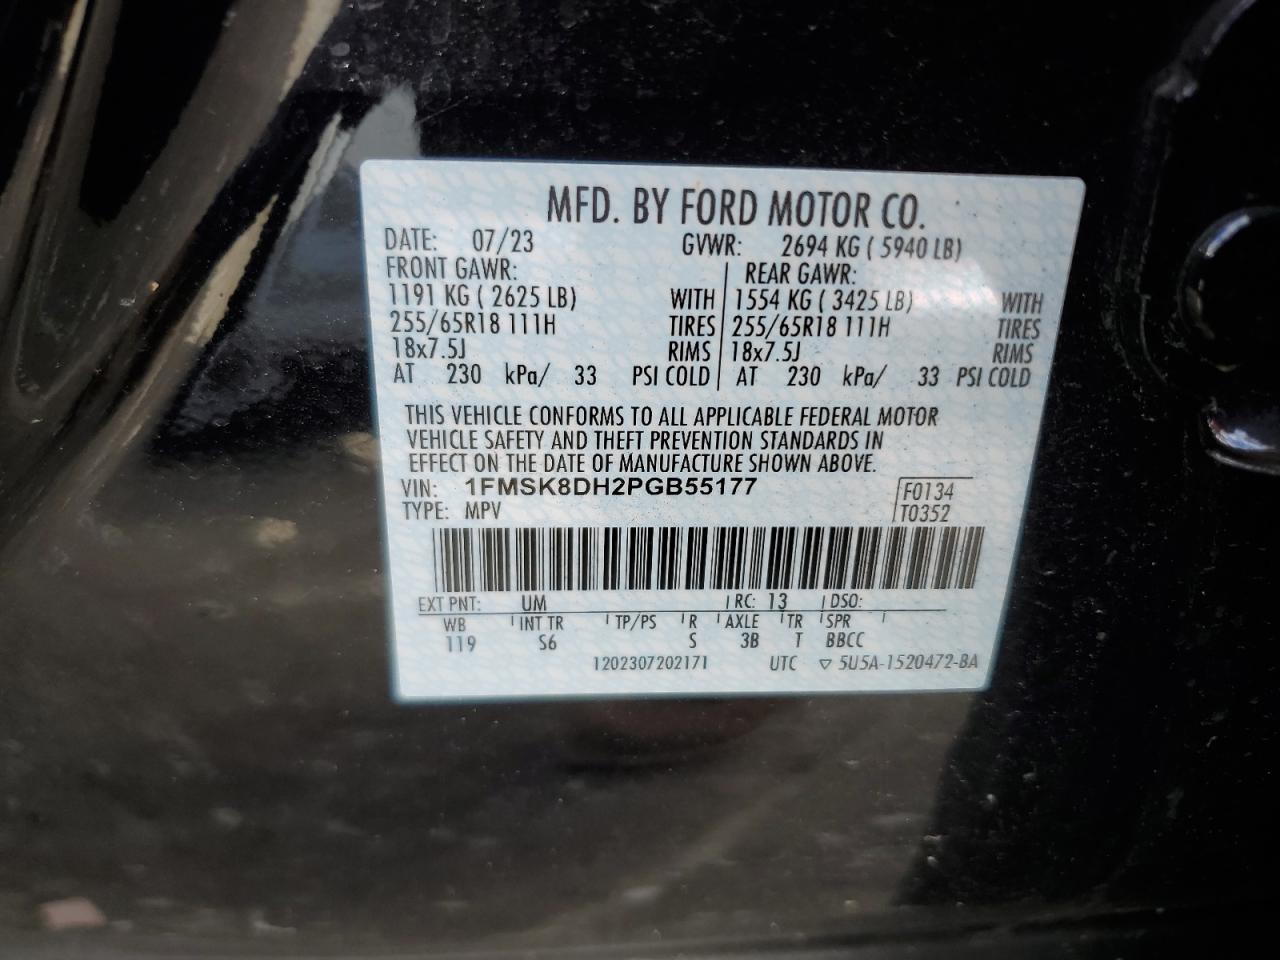 MFD. BY FORD MOTOR CO.
DATE: 07/23 GVWR: 2694 KG ( 5940 LB)
FRONT GAWR: REAR GAWR:
1191 KG ( 2625 LB) WITH 1554 KG ( 3425 LB) WITH
255/65R18 111H TIRES 255/65R18 111H TIRES
18x7.5J RIMS 18x7.5J RIMS
AT 230 kPa/ 33 PSI COLD AT 230 kPa/ 33 PSI COLD
THIS VEHICLE CONFORMS TO ALL APPLICABLE FEDERAL MOTOR
VEHICLE SAFETY AND THEFT PREVENTION STANDARDS IN
EFFECT ON THE DATE OF MANUFACTURE SHOWN ABOVE.
VIN: 1FMSK8DH2PGB55177 F0134
TYPE: MPV T0352
EXT PNT: UM RC: 13 DSO:
WB INT TR TP/PS R AXLE TR SPR
119 S6 S 3B T BBCC
1202307202171 UTC ▽ 5U5A-1520472-BA